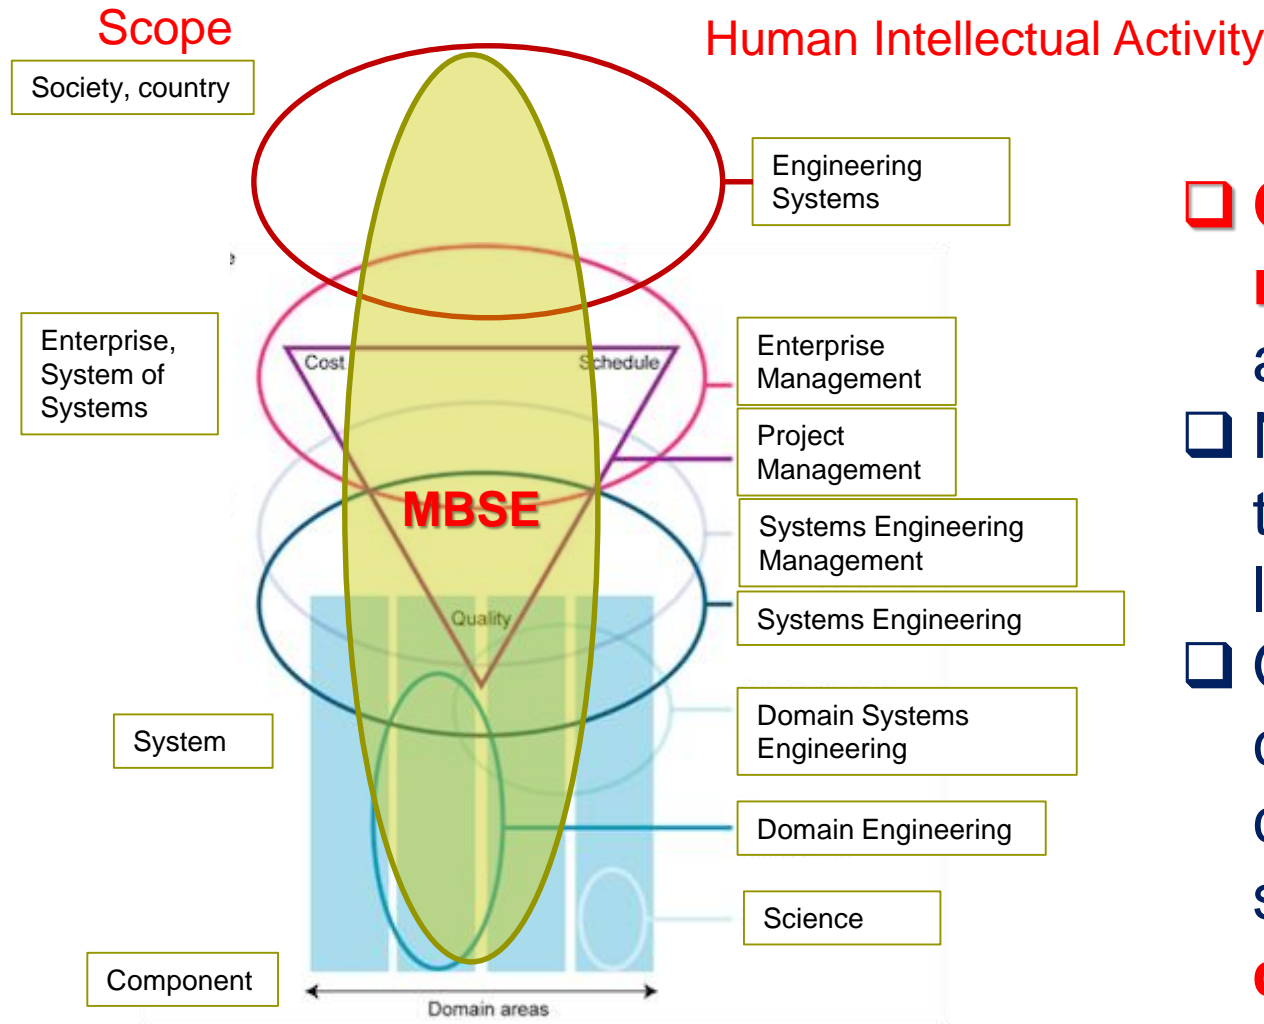 Scope
Human Intellectual Activity
Society, country
Engineering
Systems
Enterprise,
System of
Systems
Cost
Schedule
Enterprise
Management
Project
Management
MBSE
Systems Engineering
Management
Quality
Systems Engineering
System
Domain Systems
Engineering
Domain Engineering
Science
Component
Domain areas